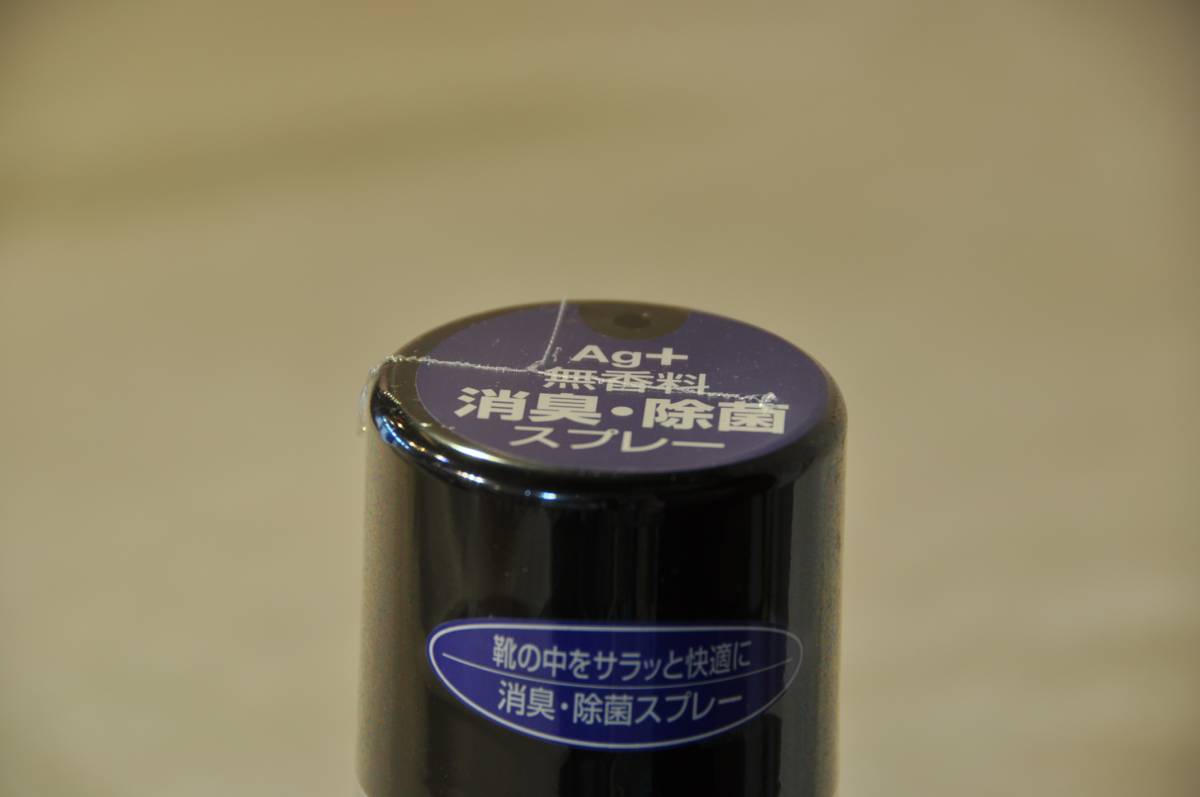 Ag+
無香料
消臭・除菌
スプレー
靴の中をサラッと快適に
消臭・除菌スプレー